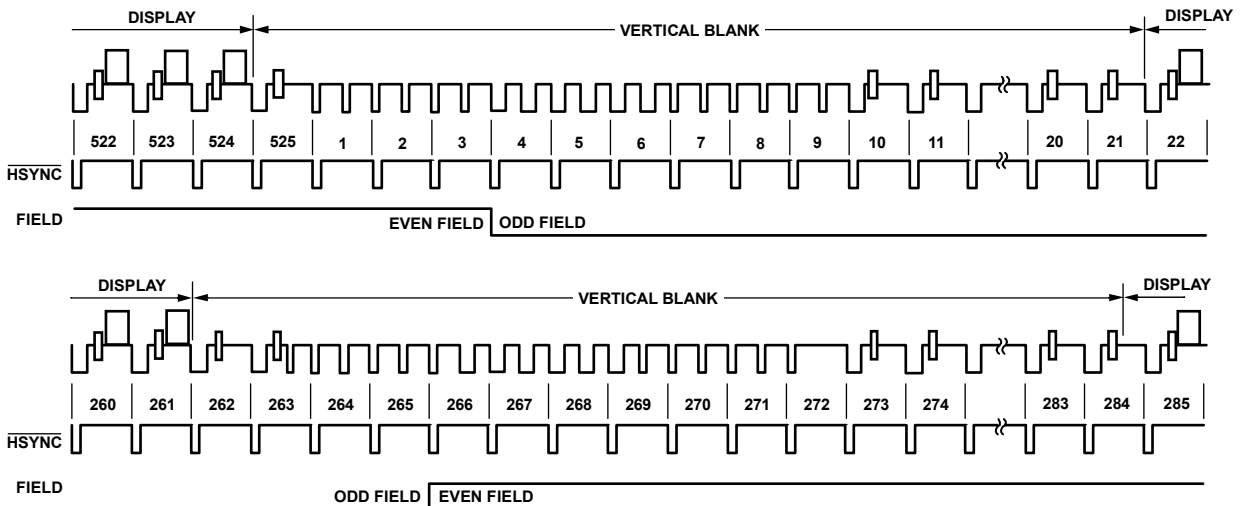 DISPLAY VERTICAL BLANK DISPLAY
522 523 524 525 1 2 3 4 5 6 7 8 9 10 11 20 21 22
HSYNC
FIELD EVEN FIELD ODD FIELD
DISPLAY VERTICAL BLANK DISPLAY
260 261 262 263 264 265 266 267 268 269 270 271 272 273 274 283 284 285
HSYNC
FIELD ODD FIELD EVEN FIELD